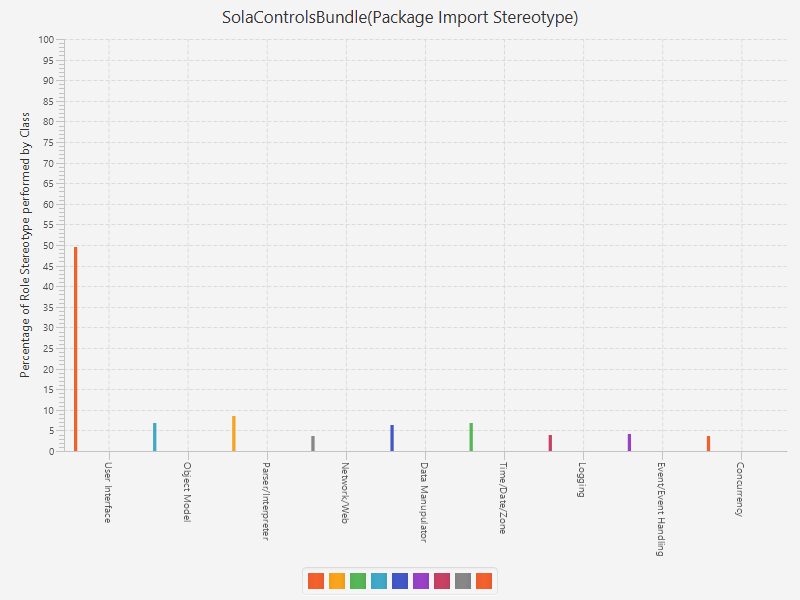 SolaControlsBundle(Package Import Stereotype)
Percentage of Role Stereotype performed by Class
100
95
90
85
80
75
70
65
60
55
50
45
40
35
30
25
20
15
10
5
0
User Interface
Object Model
Parser/Interpreter
Network/Web
Data Manupulator
Time/Date/Zone
Logging
Event/Event Handling
Concurrency